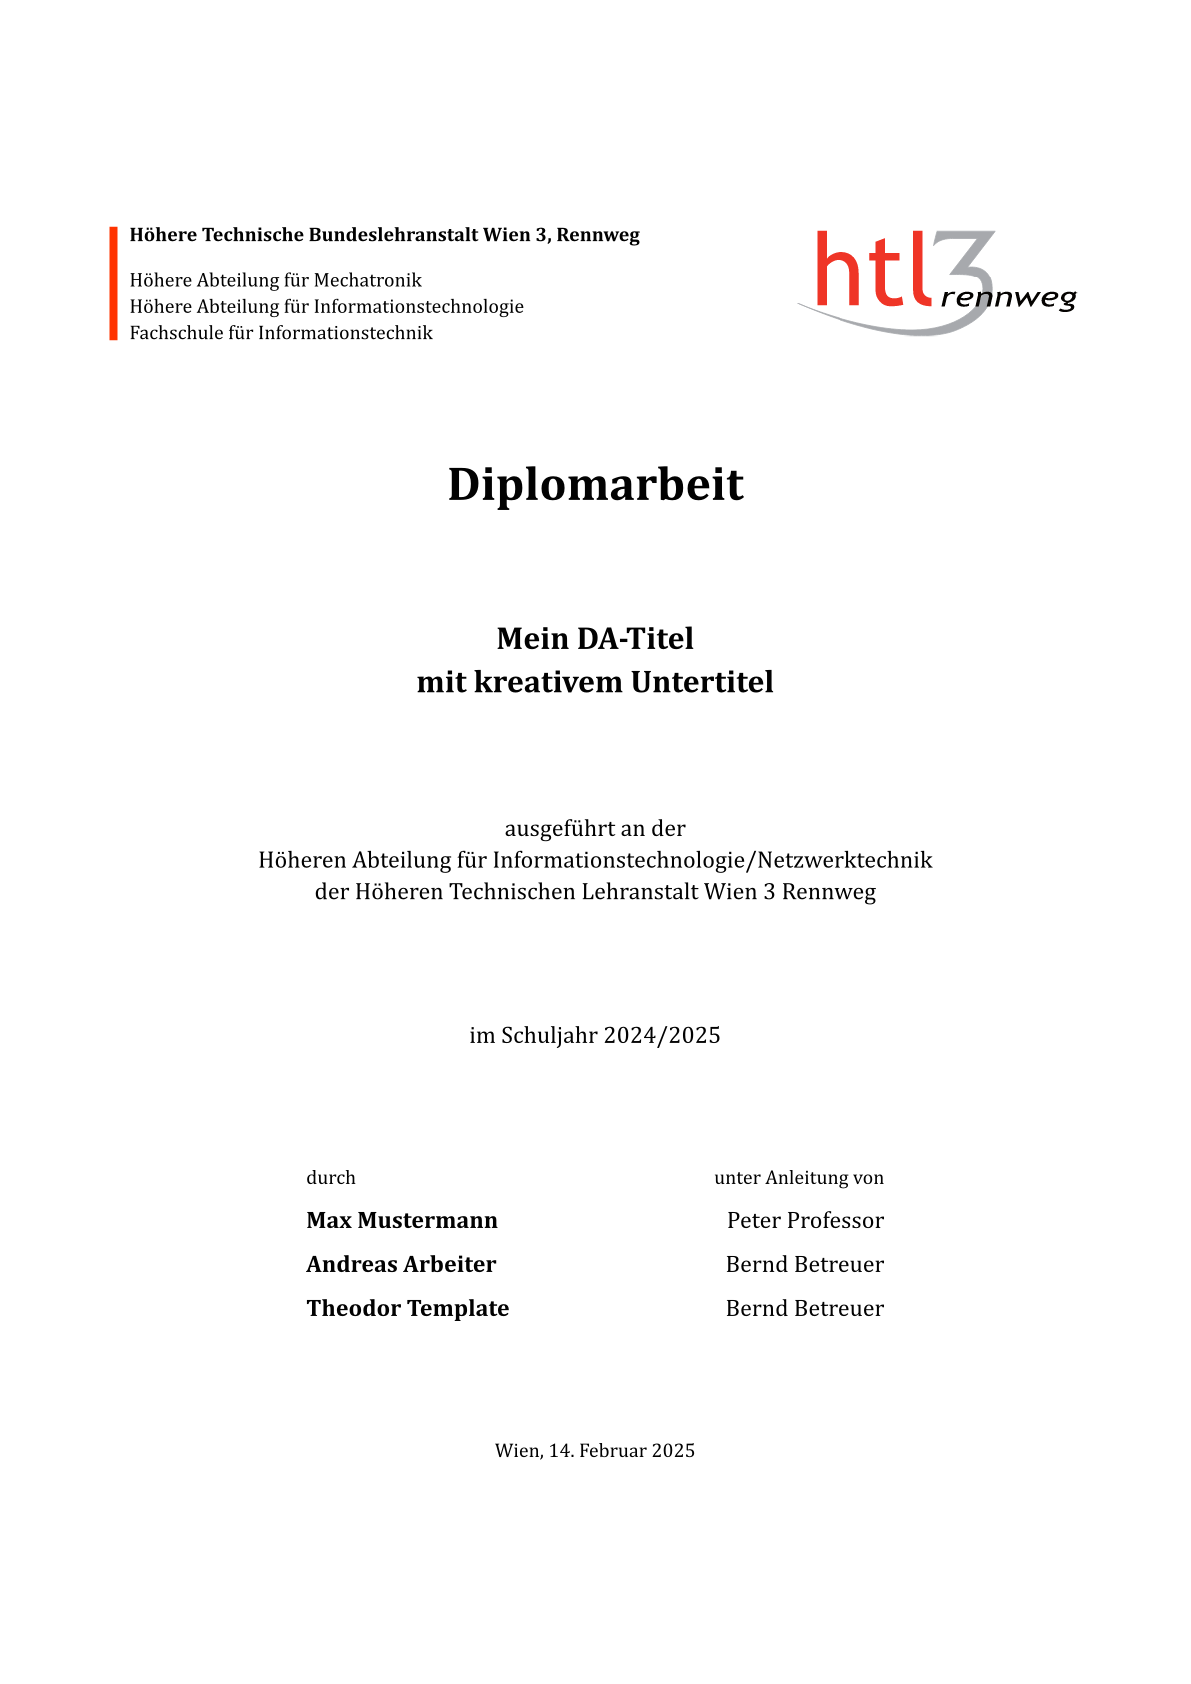 Höhere Technische Bundeslehranstalt Wien 3, Rennweg
Höhere Abteilung für Mechatronik
Höhere Abteilung für Informationstechnologie
Fachschule für Informationstechnik
htl3
rennweg
Diplomarbeit
Mein DA-Titel
mit kreativem Untertitel
ausgeführt an der
Höheren Abteilung für Informationstechnologie/Netzwerktechnik
der Höheren Technischen Lehranstalt Wien 3 Rennweg
im Schuljahr 2024/2025
durch unter Anleitung von
Max Mustermann Peter Professor
Andreas Arbeiter Bernd Betreuer
Theodor Template Bernd Betreuer
Wien, 14. Februar 2025